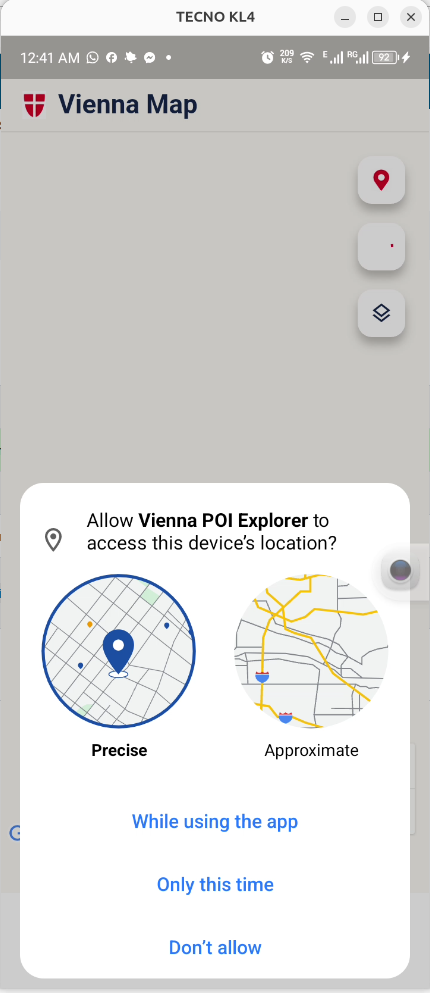 TECNO KL4
12:41 AM
209
K/S
E
RG
92
Vienna Map
Allow Vienna POI Explorer to
access this device’s location?
Precise
Approximate
While using the app
Only this time
Don’t allow